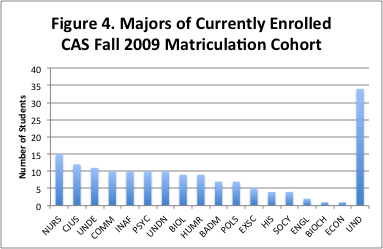 Figure 4. Majors of Currently Enrolled
CAS Fall 2009 Matriculation Cohort
Number of Students
40
35
30
25
20
15
10
5
0
NURS
CJUS
UNDE
COMM
INAF
PSYC
UNDN
BIOL
HUMR
BADM
POLS
EXSC
HIS
SOCY
ENGL
BIOCH
ECON
UND